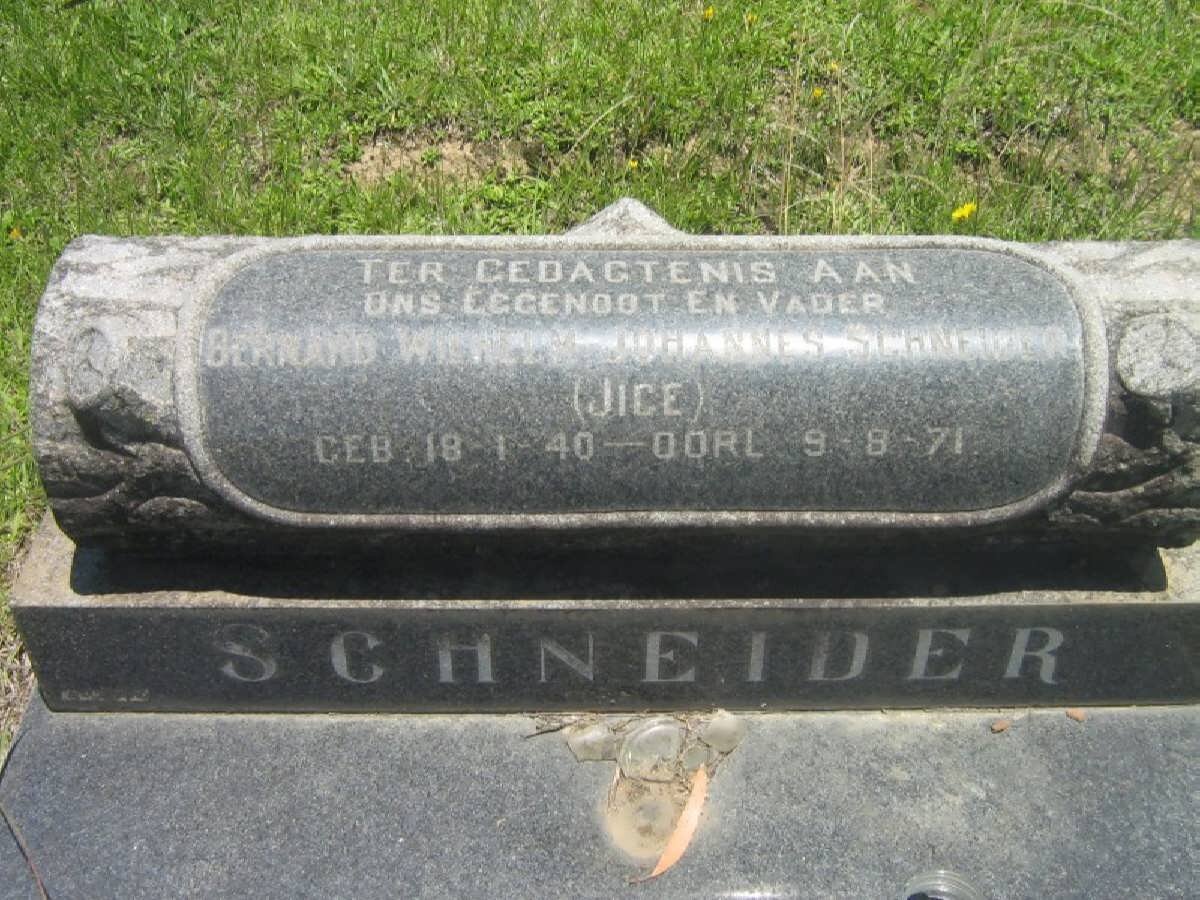 TER GEDAGTENIS AAN
ONS EGGENOOT EN VADER
BERNARD WILHELM JOHANNES SCHNEIDER
(JICE)
GEB. 18-1-40—OORL. 9-8-71.
SCHNEIDER